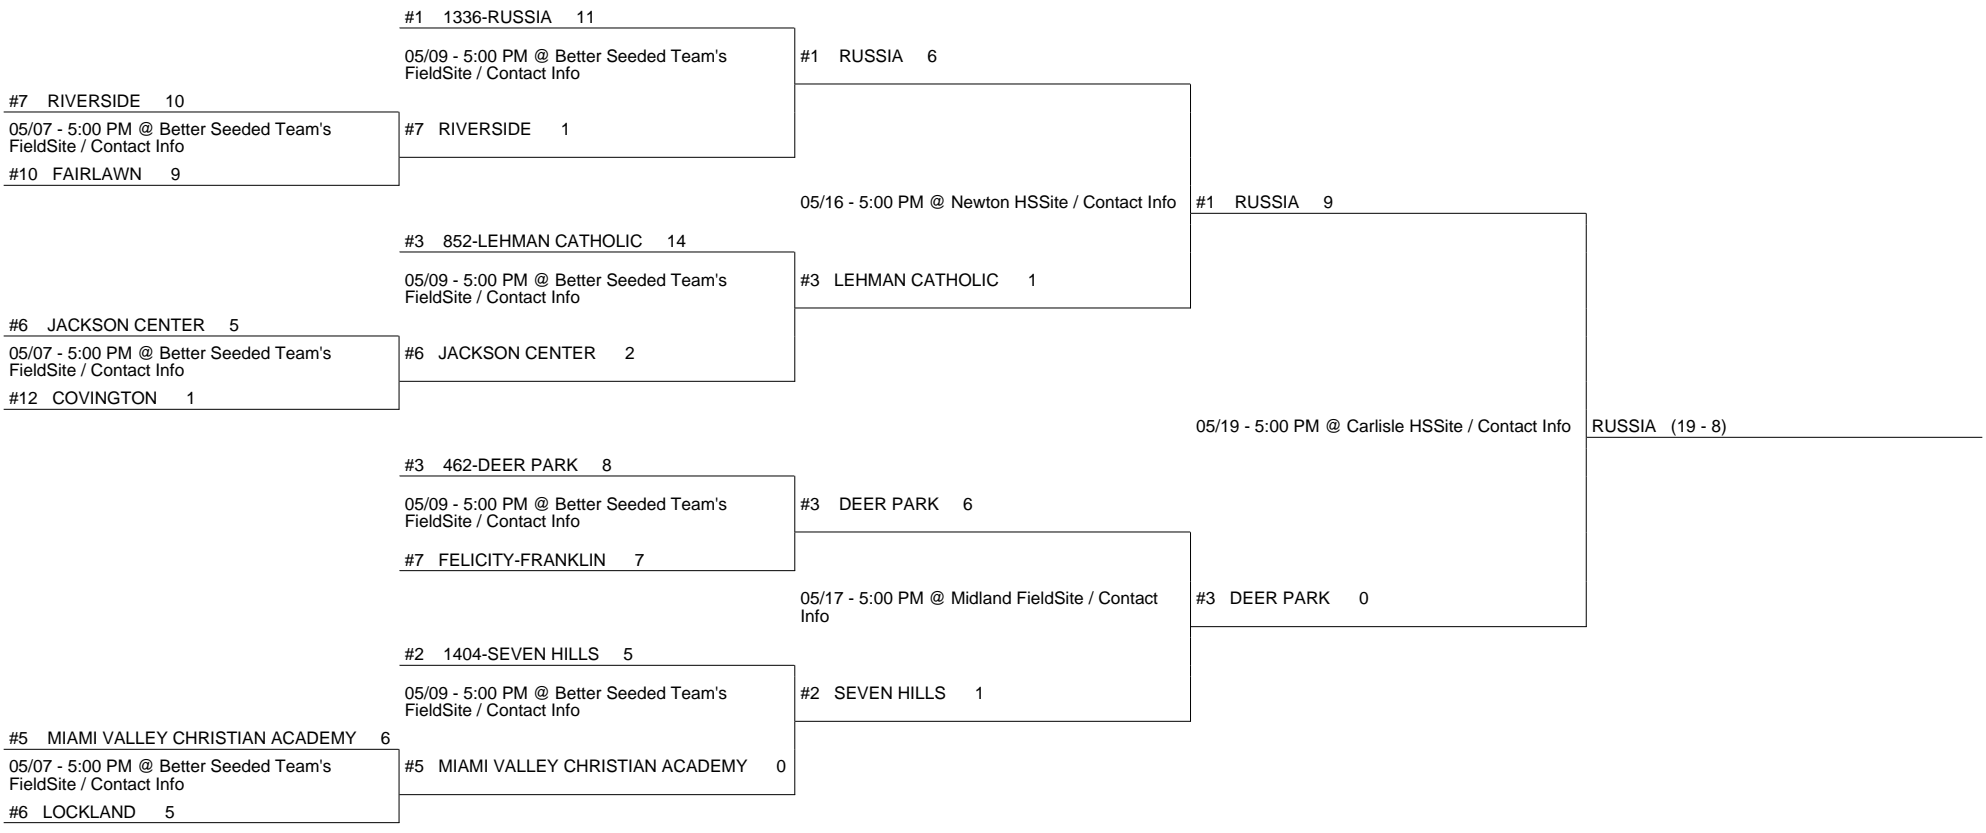 #1 1336-RUSSIA 11
05/09 - 5:00 PM @ Better Seeded Team's
FieldSite / Contact Info
#1 RUSSIA 6
#7 RIVERSIDE 10
05/07 - 5:00 PM @ Better Seeded Team's
FieldSite / Contact Info
#7 RIVERSIDE 1
#10 FAIRLAWN 9
05/16 - 5:00 PM @ Newton HSSite / Contact Info
#1 RUSSIA 9
#3 852-LEHMAN CATHOLIC 14
05/09 - 5:00 PM @ Better Seeded Team's
FieldSite / Contact Info
#3 LEHMAN CATHOLIC 1
#6 JACKSON CENTER 5
05/07 - 5:00 PM @ Better Seeded Team's
FieldSite / Contact Info
#6 JACKSON CENTER 2
#12 COVINGTON 1
05/19 - 5:00 PM @ Carlisle HSSite / Contact Info
RUSSIA (19 - 8)
#3 462-DEER PARK 8
05/09 - 5:00 PM @ Better Seeded Team's
FieldSite / Contact Info
#3 DEER PARK 6
#7 FELICITY-FRANKLIN 7
05/17 - 5:00 PM @ Midland FieldSite / Contact
Info
#3 DEER PARK 0
#2 1404-SEVEN HILLS 5
05/09 - 5:00 PM @ Better Seeded Team's
FieldSite / Contact Info
#2 SEVEN HILLS 1
#5 MIAMI VALLEY CHRISTIAN ACADEMY 6
05/07 - 5:00 PM @ Better Seeded Team's
FieldSite / Contact Info
#5 MIAMI VALLEY CHRISTIAN ACADEMY 0
#6 LOCKLAND 5